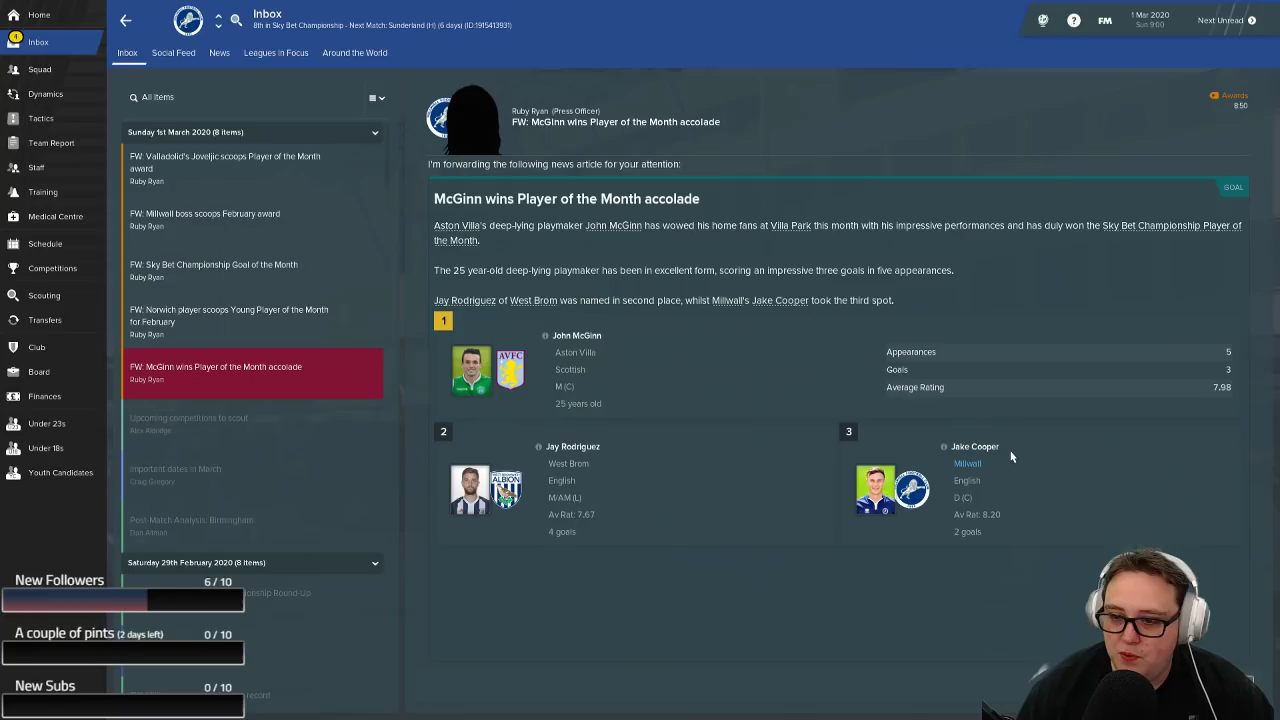 Home
4
Inbox
Squad
Dynamics
Tactics
Team Report
Staff
Training
Medical Centre
Schedule
Competitions
Scouting
Transfers
Club
Board
Finances
Under 23s
Under 18s
Youth Candidates
Inbox
8th in Sky Bet Championship - Next Match: Sunderland (H) (6 days) (ID:1915413931)
? FM
1 Mar 2020
Sun 9:00
Next Unread
Inbox Social Feed News Leagues in Focus Around the World
All Items
Sunday 1st March 2020 (8 items)
FW: Valladolid's Joveljic scoops Player of the Month
award
Ruby Ryan
FW: Millwall boss scoops February award
Ruby Ryan
FW: Sky Bet Championship Goal of the Month
Ruby Ryan
FW: Norwich player scoops Young Player of the Month
for February
Ruby Ryan
FW: McGinn wins Player of the Month accolade
Ruby Ryan
Upcoming competitions to scout
Alex Aldridge
Important dates in March
Craig Gregory
Post-Match Analysis: Birmingham
Dan Altman
Saturday 29th February 2020 (8 items)
ionship Round-Up
record
Ruby Ryan (Press Officer)
FW: McGinn wins Player of the Month accolade
Awards
8:50
I'm forwarding the following news article for your attention:
GOAL
McGinn wins Player of the Month accolade
Aston Villa's deep-lying playmaker John McGinn has wowed his home fans at Villa Park this month with his impressive performances and has duly won the Sky Bet Championship Player of
the Month.
The 25 year-old deep-lying playmaker has been in excellent form, scoring an impressive three goals in five appearances.
Jay Rodriguez of West Brom was named in second place, whilst Millwall's Jake Cooper took the third spot.
1
John McGinn
Aston Villa
Scottish
M (C)
25 years old
AVFC
Appearances 5
Goals 3
Average Rating 7.98
2
Jay Rodriguez
West Brom
English
M/AM (L)
Av Rat: 7.67
4 goals
3
Jake Cooper
Millwall
English
D (C)
Av Rat: 8.20
2 goals
New Followers 6 / 10
A couple of pints (2 days left) 0 / 10
New Subs 0 / 10